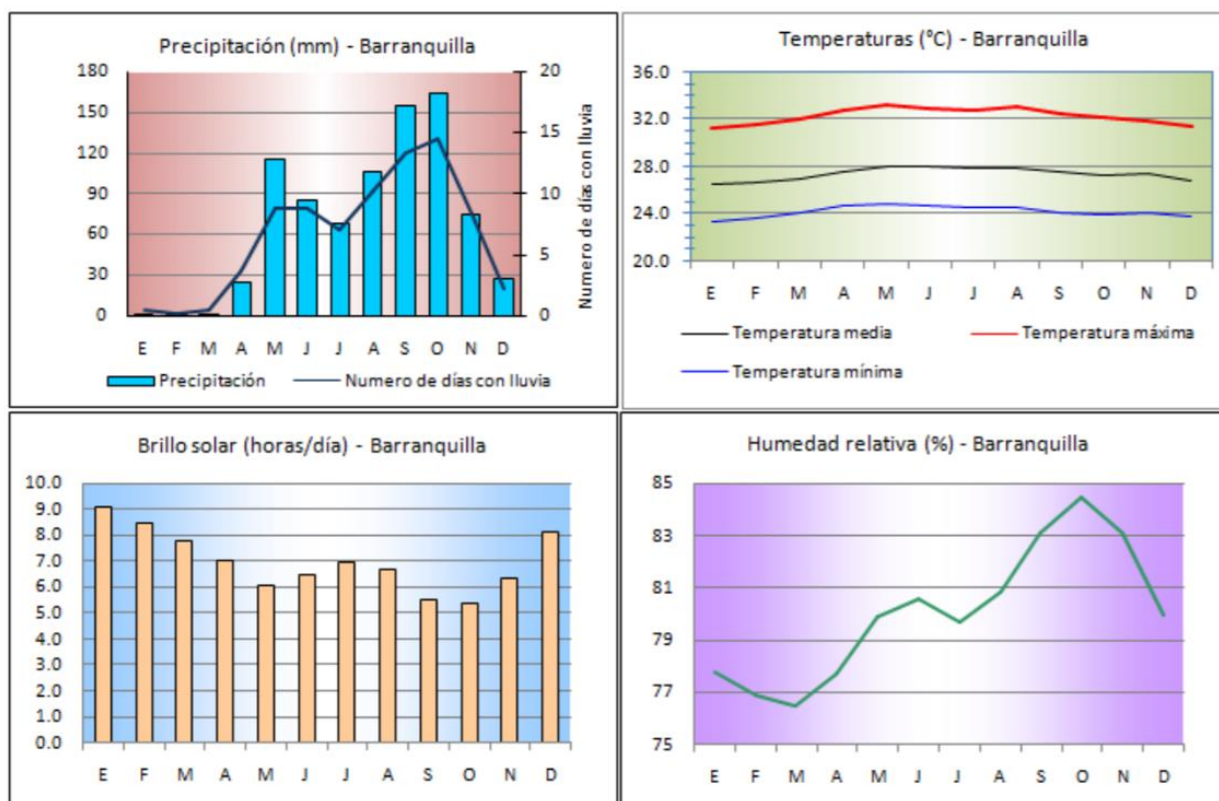 Precipitación (mm) - Barranquilla
180
150
120
90
60
30
0
20
15
10
5
0
Numero de días con lluvia
E F M A M J J A S O N D
Precipitación
Numero de días con lluvia
Temperaturas (°C) - Barranquilla
36.0
32.0
28.0
24.0
20.0
E F M A M J J A S O N D
Temperatura media
Temperatura máxima
Temperatura mínima
Brillo solar (horas/día) - Barranquilla
10.0
9.0
8.0
7.0
6.0
5.0
4.0
3.0
2.0
1.0
0.0
E F M A M J J A S O N D
Humedad relativa (%) - Barranquilla
85
83
81
79
77
75
E F M A M J J A S O N D